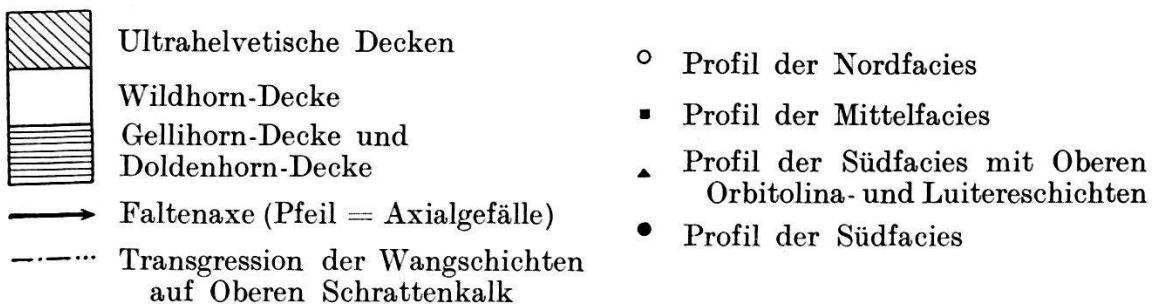 Ultrahelvetische Decken
Wildhorn-Decke
Gellihorn-Decke und
Doldenhorn-Decke
Faltenaxe (Pfeil = Axialgefälle)
Transgression der Wangschichten
auf Oberen Schrattenkalk
Profil der Nordfacies
Profil der Mittelfacies
Profil der Südfacies mit Oberen
Orbitolina- und Luitereschichten
Profil der Südfacies